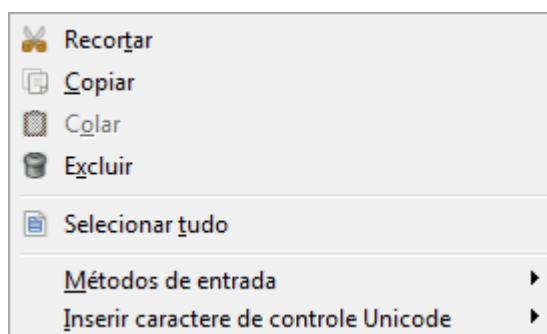 Recortar
Copiar
Colar
Excluir
Selecionar tudo
Métodos de entrada
Inserir caractere de controle Unicode